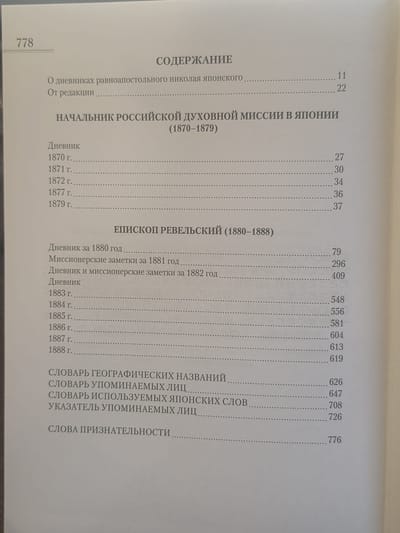 778
СОДЕРЖАНИЕ
О дневниках равноапостольного николая японского 11
От редакции 22
НАЧАЛЬНИК РОССИЙСКОЙ ДУХОВНОЙ МИССИИ В ЯПОНИИ
(1870–1879)
Дневник
1870 г. 27
1871 г. 30
1872 г. 34
1877 г. 36
1879 г. 37
ЕПИСКОП РЕВЕЛЬСКИЙ (1880–1888)
Дневник за 1880 год 79
Миссионерские заметки за 1881 год 296
Дневник и миссионерские заметки за 1882 год 409
Дневник
1883 г. 548
1884 г. 556
1885 г. 581
1886 г. 604
1887 г. 613
1888 г. 619
СЛОВАРЬ ГЕОГРАФИЧЕСКИХ НАЗВАНИЙ 626
СЛОВАРЬ УПОМИНАЕМЫХ ЛИЦ 647
СЛОВАРЬ ИСПОЛЬЗУЕМЫХ ЯПОНСКИХ СЛОВ 708
УКАЗАТЕЛЬ УПОМИНАЕМЫХ ЛИЦ 726
СЛОВА ПРИЗНАТЕЛЬНОСТИ 776